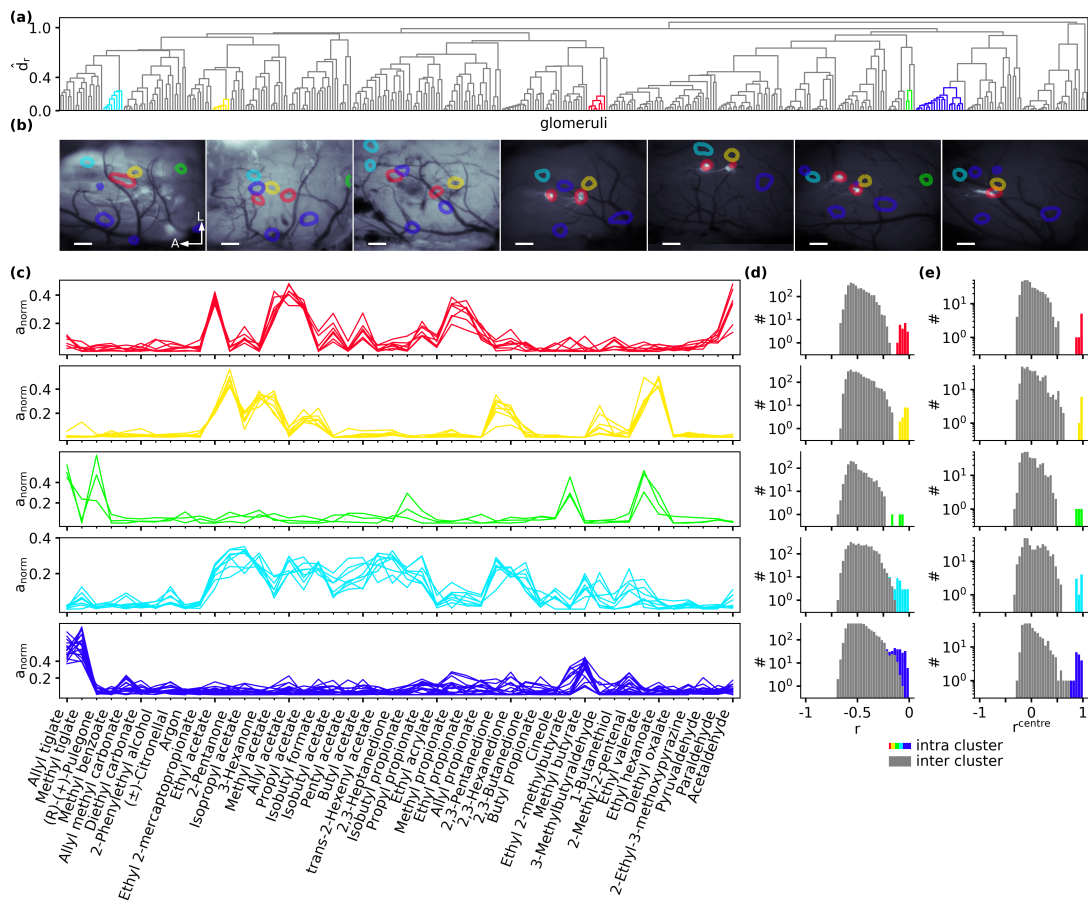 (a)
1.0
0.4
0.0
d̂r
glomeruli
(b)
L
A
(c)
(d)
(e)
0.4
0.2
anorm
0.4
0.2
anorm
0.4
0.2
anorm
0.4
0.2
anorm
0.4
0.2
anorm
Allyl tiglate
Methyl tiglate
(R)-(+)-Pulegone
Methyl benzoate
Allyl methyl carbonate
Diethyl carbonate
2-Phenylethyl alcohol
(±)-Citronellal
Argon
Ethyl 2-mercaptopropionate
Ethyl acetate
2-Pentanone
Isopropyl acetate
3-Hexanone
Methyl acetate
Allyl acetate
Propyl acetate
Isobutyl formate
Isobutyl acetate
Pentyl acetate
Butyl acetate
trans-2-Hexenyl acetate
2,3-Heptanedione
Isobutyl propionate
Propyl propionate
Ethyl acrylate
Methyl propionate
Ethyl propionate
Allyl propionate
2,3-Pentanedione
2,3-Hexanedione
2,3-Butanedione
Butyl propionate
Cineole
Ethyl 2-methylbutyrate
Methyl butyrate
3-Methylbutyraldehyde
1-Butanethiol
2-Methyl-2-pentenal
Ethyl valerate
Ethyl hexanoate
Diethyl oxalate
2-Ethyl-3-methoxypyrazine
Pyruvaldehyde
Paraldehyde
Acetaldehyde
#
10²
10¹
10⁰
#
10²
10¹
10⁰
#
10²
10¹
10⁰
#
10²
10¹
10⁰
#
10²
10¹
10⁰
-1
-0.5
0
r
#
10¹
10⁰
#
10¹
10⁰
#
10¹
10⁰
#
10¹
10⁰
#
10¹
10⁰
-1
0
1
rcentre
intra cluster
inter cluster